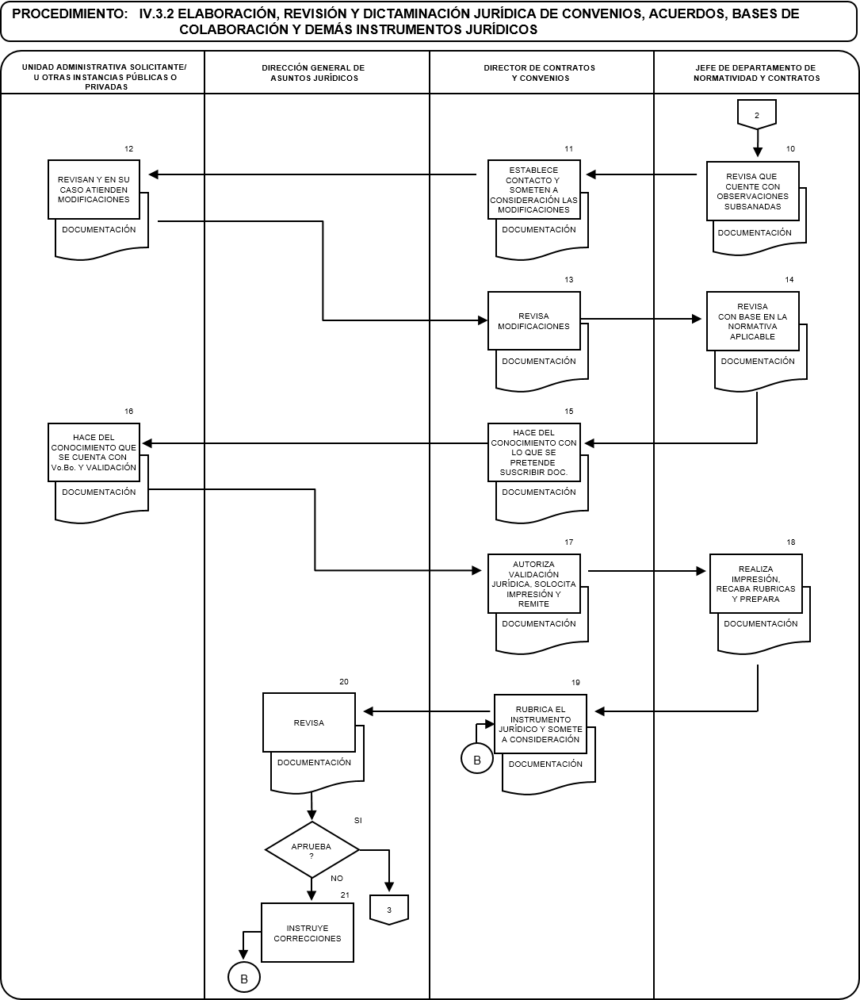 PROCEDIMIENTO: IV.3.2 ELABORACIÓN, REVISIÓN Y DICTAMINACIÓN JURÍDICA DE CONVENIOS, ACUERDOS, BASES DE
COLABORACIÓN Y DEMÁS INSTRUMENTOS JURÍDICOS
UNIDAD ADMINISTRATIVA SOLICITANTE/
U OTRAS INSTANCIAS PÚBLICAS O
PRIVADAS
DIRECCIÓN GENERAL DE
ASUNTOS JURÍDICOS
DIRECTOR DE CONTRATOS
Y CONVENIOS
JEFE DE DEPARTAMENTO DE
NORMATIVIDAD Y CONTRATOS
2
10
REVISA QUE
CUENTE CON
OBSERVACIONES
SUBSANADAS
DOCUMENTACIÓN
11
ESTABLECE
CONTACTO Y
SOMETEN A
CONSIDERACIÓN LAS
MODIFICACIONES
DOCUMENTACIÓN
12
REVISAN Y EN SU
CASO ATIENDEN
MODIFICACIONES
DOCUMENTACIÓN
13
REVISA
MODIFICACIONES
DOCUMENTACIÓN
14
REVISA
CON BASE EN LA
NORMATIVA
APLICABLE
DOCUMENTACIÓN
15
HACE DEL
CONOCIMIENTO CON
LO QUE SE
PRETENDE
SUSCRIBIR DOC.
DOCUMENTACIÓN
16
HACE DEL
CONOCIMIENTO QUE
SE CUENTA CON
Vo.Bo. Y VALIDACIÓN
DOCUMENTACIÓN
17
AUTORIZA
VALIDACIÓN
JURÍDICA, SOLOCITA
IMPRESIÓN Y
REMITE
DOCUMENTACIÓN
18
REALIZA
IMPRESIÓN,
RECABA RUBRICAS
Y PREPARA
DOCUMENTACIÓN
19
RUBRICA EL
INSTRUMENTO
JURÍDICO Y SOMETE
A CONSIDERACIÓN
DOCUMENTACIÓN
B
20
REVISA
DOCUMENTACIÓN
APRUEBA
?
SI
NO
3
21
INSTRUYE
CORRECCIONES
B